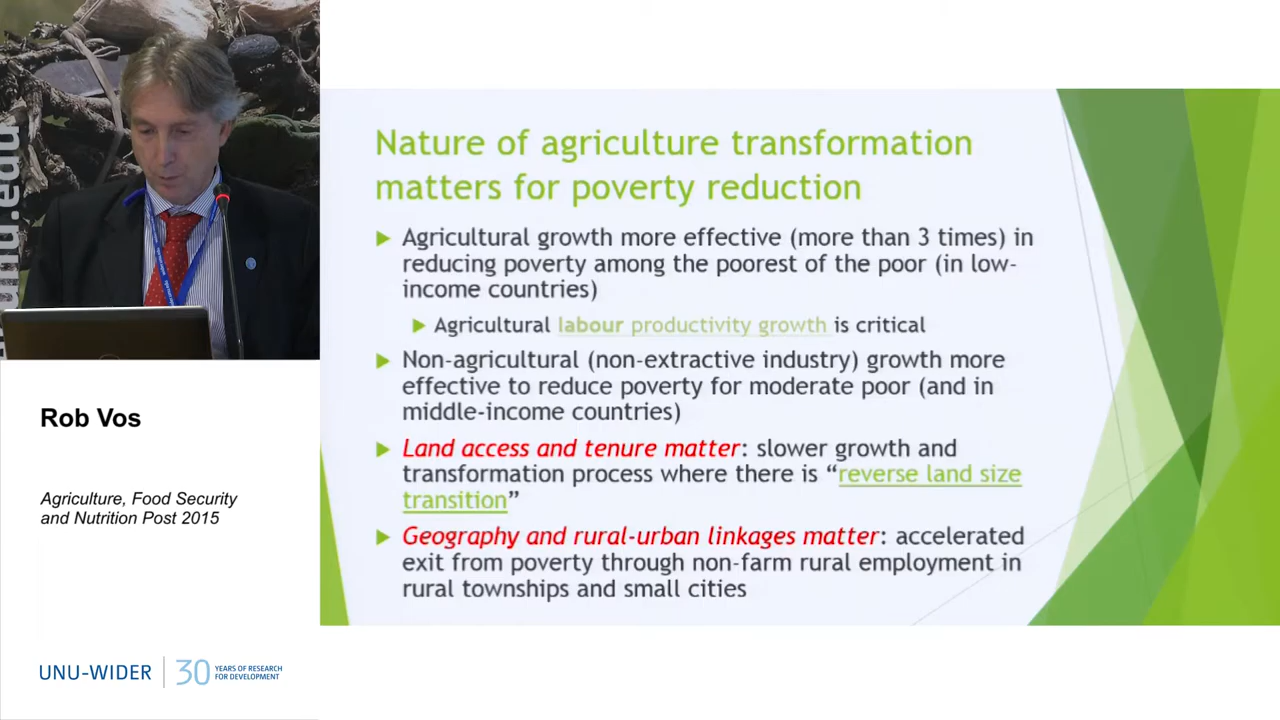 unu.edu
Rob Vos
Agriculture, Food Security
and Nutrition Post 2015
UNU-WIDER
30 YEARS OF RESEARCH
FOR DEVELOPMENT
Nature of agriculture transformation
matters for poverty reduction
Agricultural growth more effective (more than 3 times) in
reducing poverty among the poorest of the poor (in low-
income countries)
Agricultural labour productivity growth is critical
Non-agricultural (non-extractive industry) growth more
effective to reduce poverty for moderate poor (and in
middle-income countries)
Land access and tenure matter: slower growth and
transformation process where there is “reverse land size
transition”
Geography and rural-urban linkages matter: accelerated
exit from poverty through non-farm rural employment in
rural townships and small cities